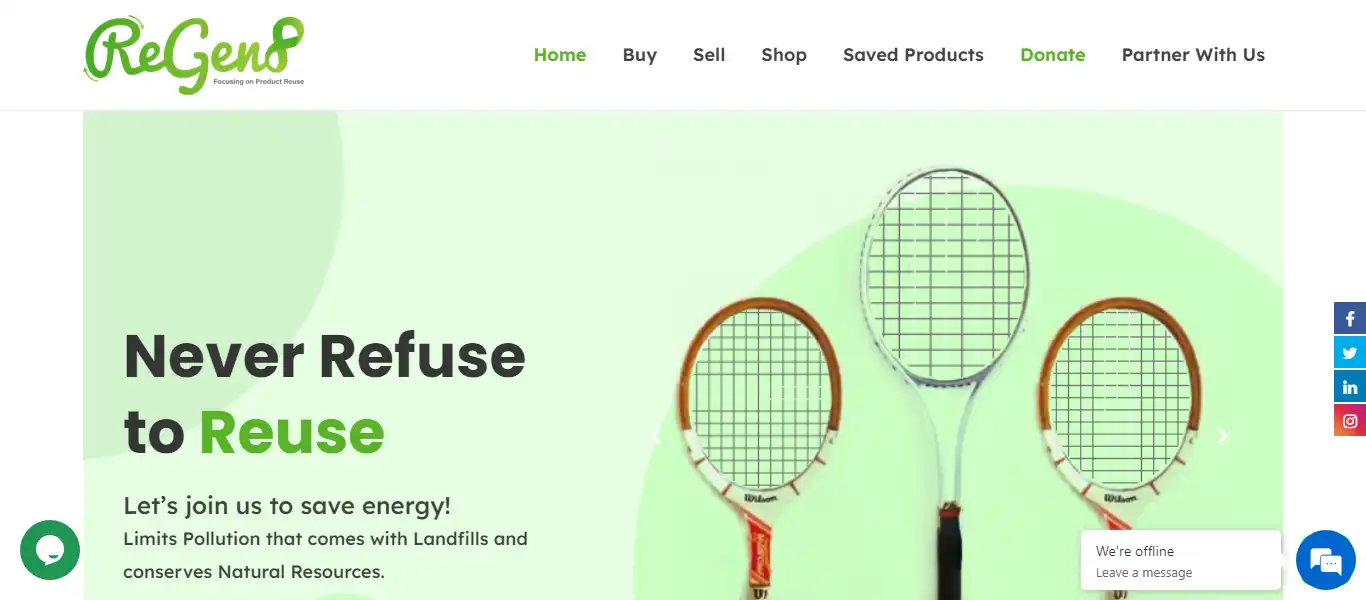 ReGen8
Focusing on Product Reuse
Home Buy Sell Shop Saved Products Donate Partner With Us
Never Refuse
to Reuse
Let's join us to save energy!
Limits Pollution that comes with Landfills and
conserves Natural Resources.
Wilson
Wilson
We're offline
Leave a message